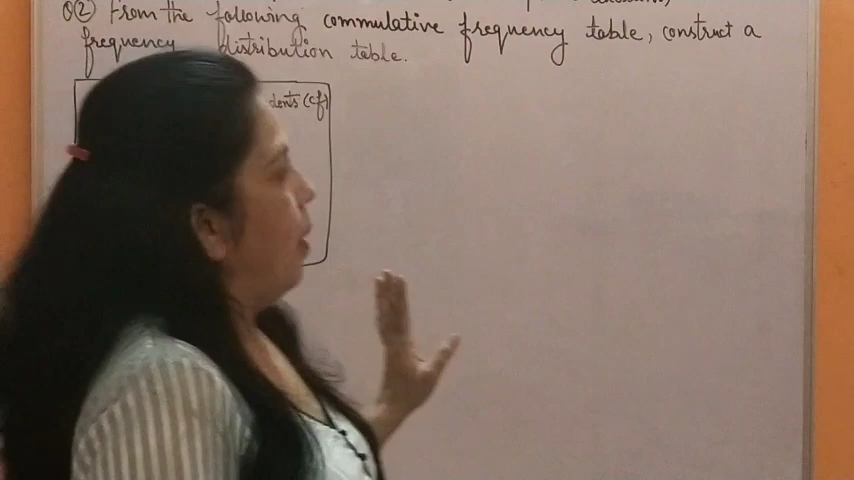 Q② From the following commulative frequency table, construct a
frequency distribution table.
dents (cf)